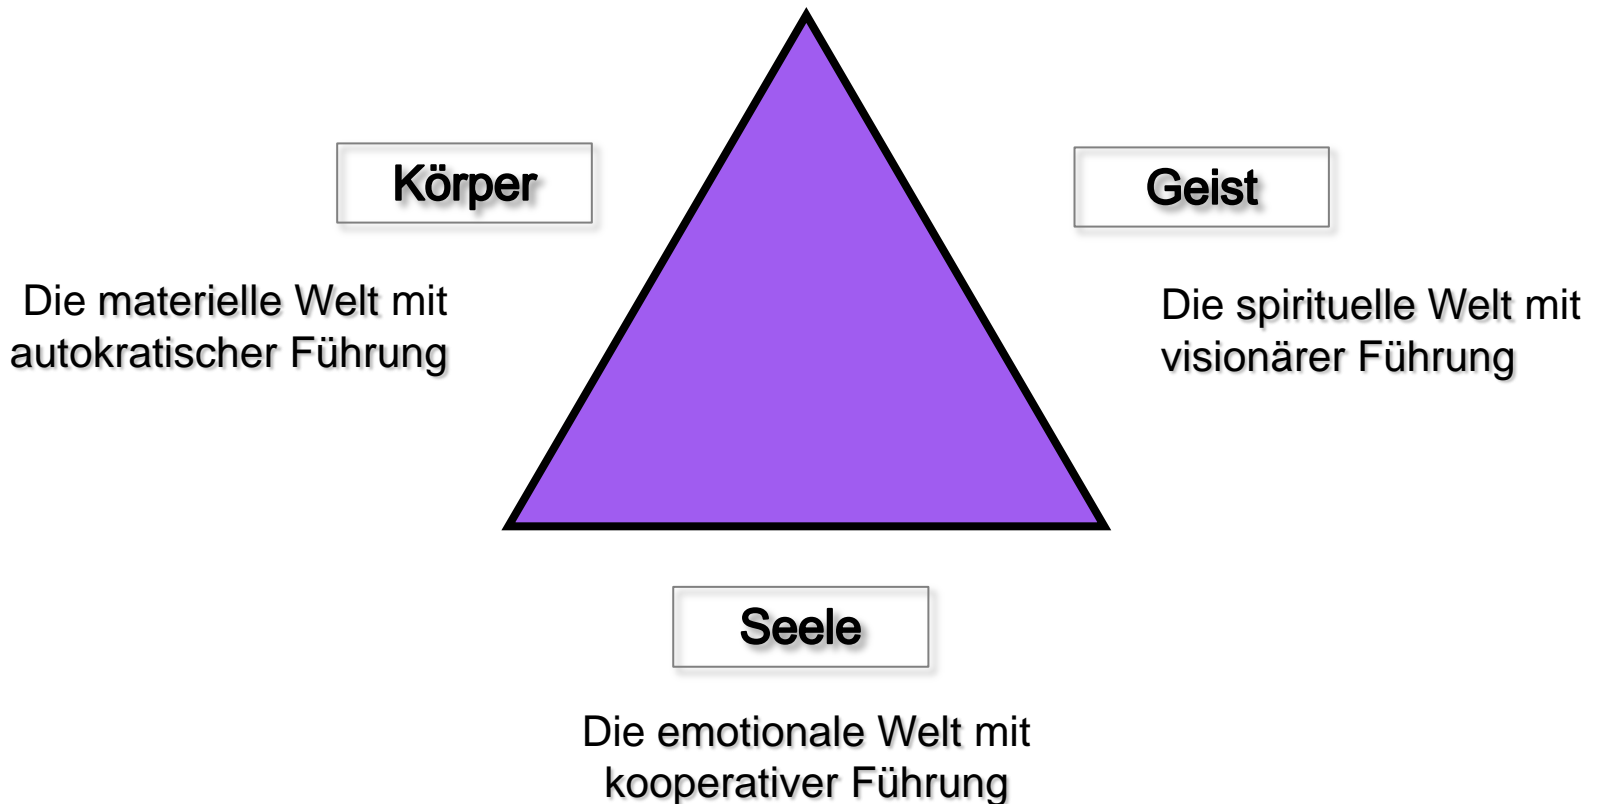 Körper
Die materielle Welt mit
autokratischer Führung
Geist
Die spirituelle Welt mit
visionärer Führung
Seele
Die emotionale Welt mit
kooperativer Führung